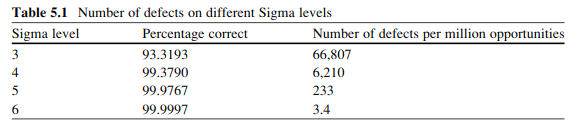 Table 5.1 Number of defects on different Sigma levels
Sigma level Percentage correct Number of defects per million opportunities
3 93.3193 66,807
4 99.3790 6,210
5 99.9767 233
6 99.9997 3.4